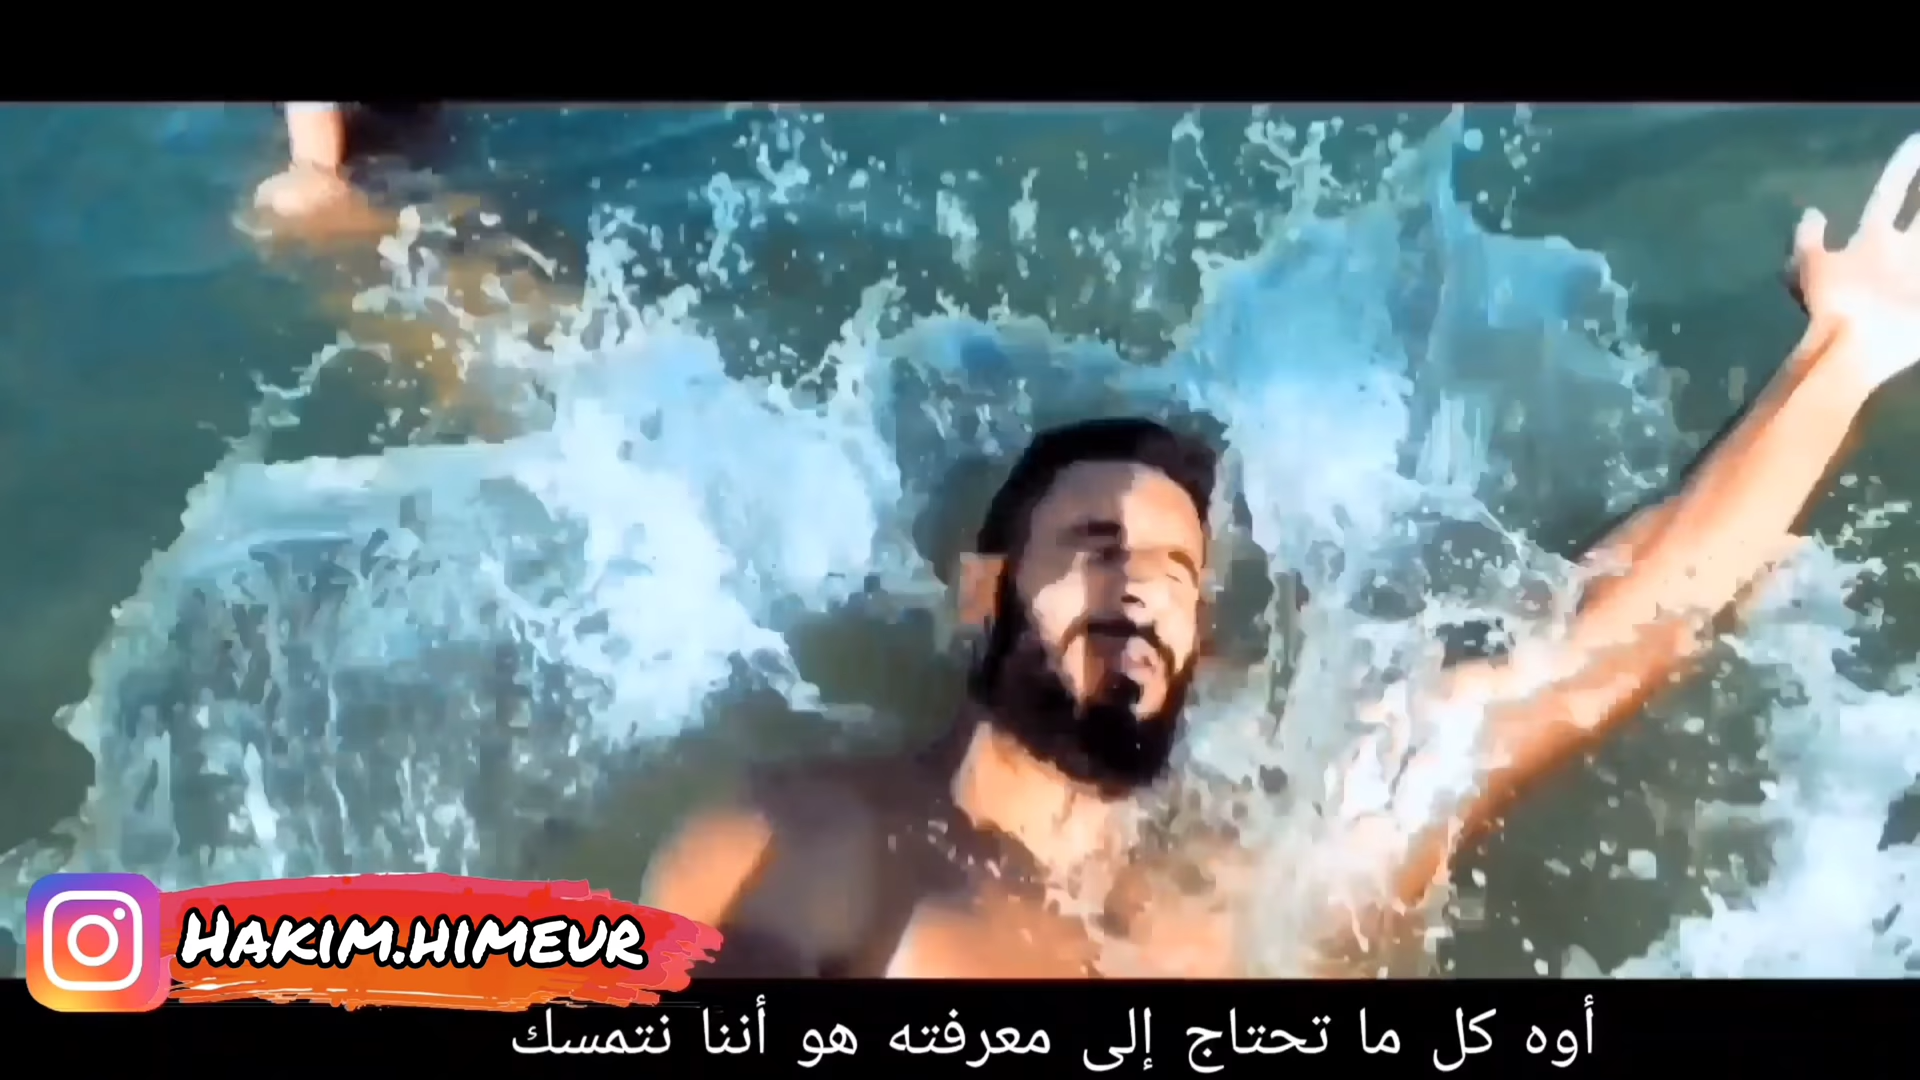 Hakim.himeur
أوه كل ما تحتاج إلى معرفته هو أننا نتمسك